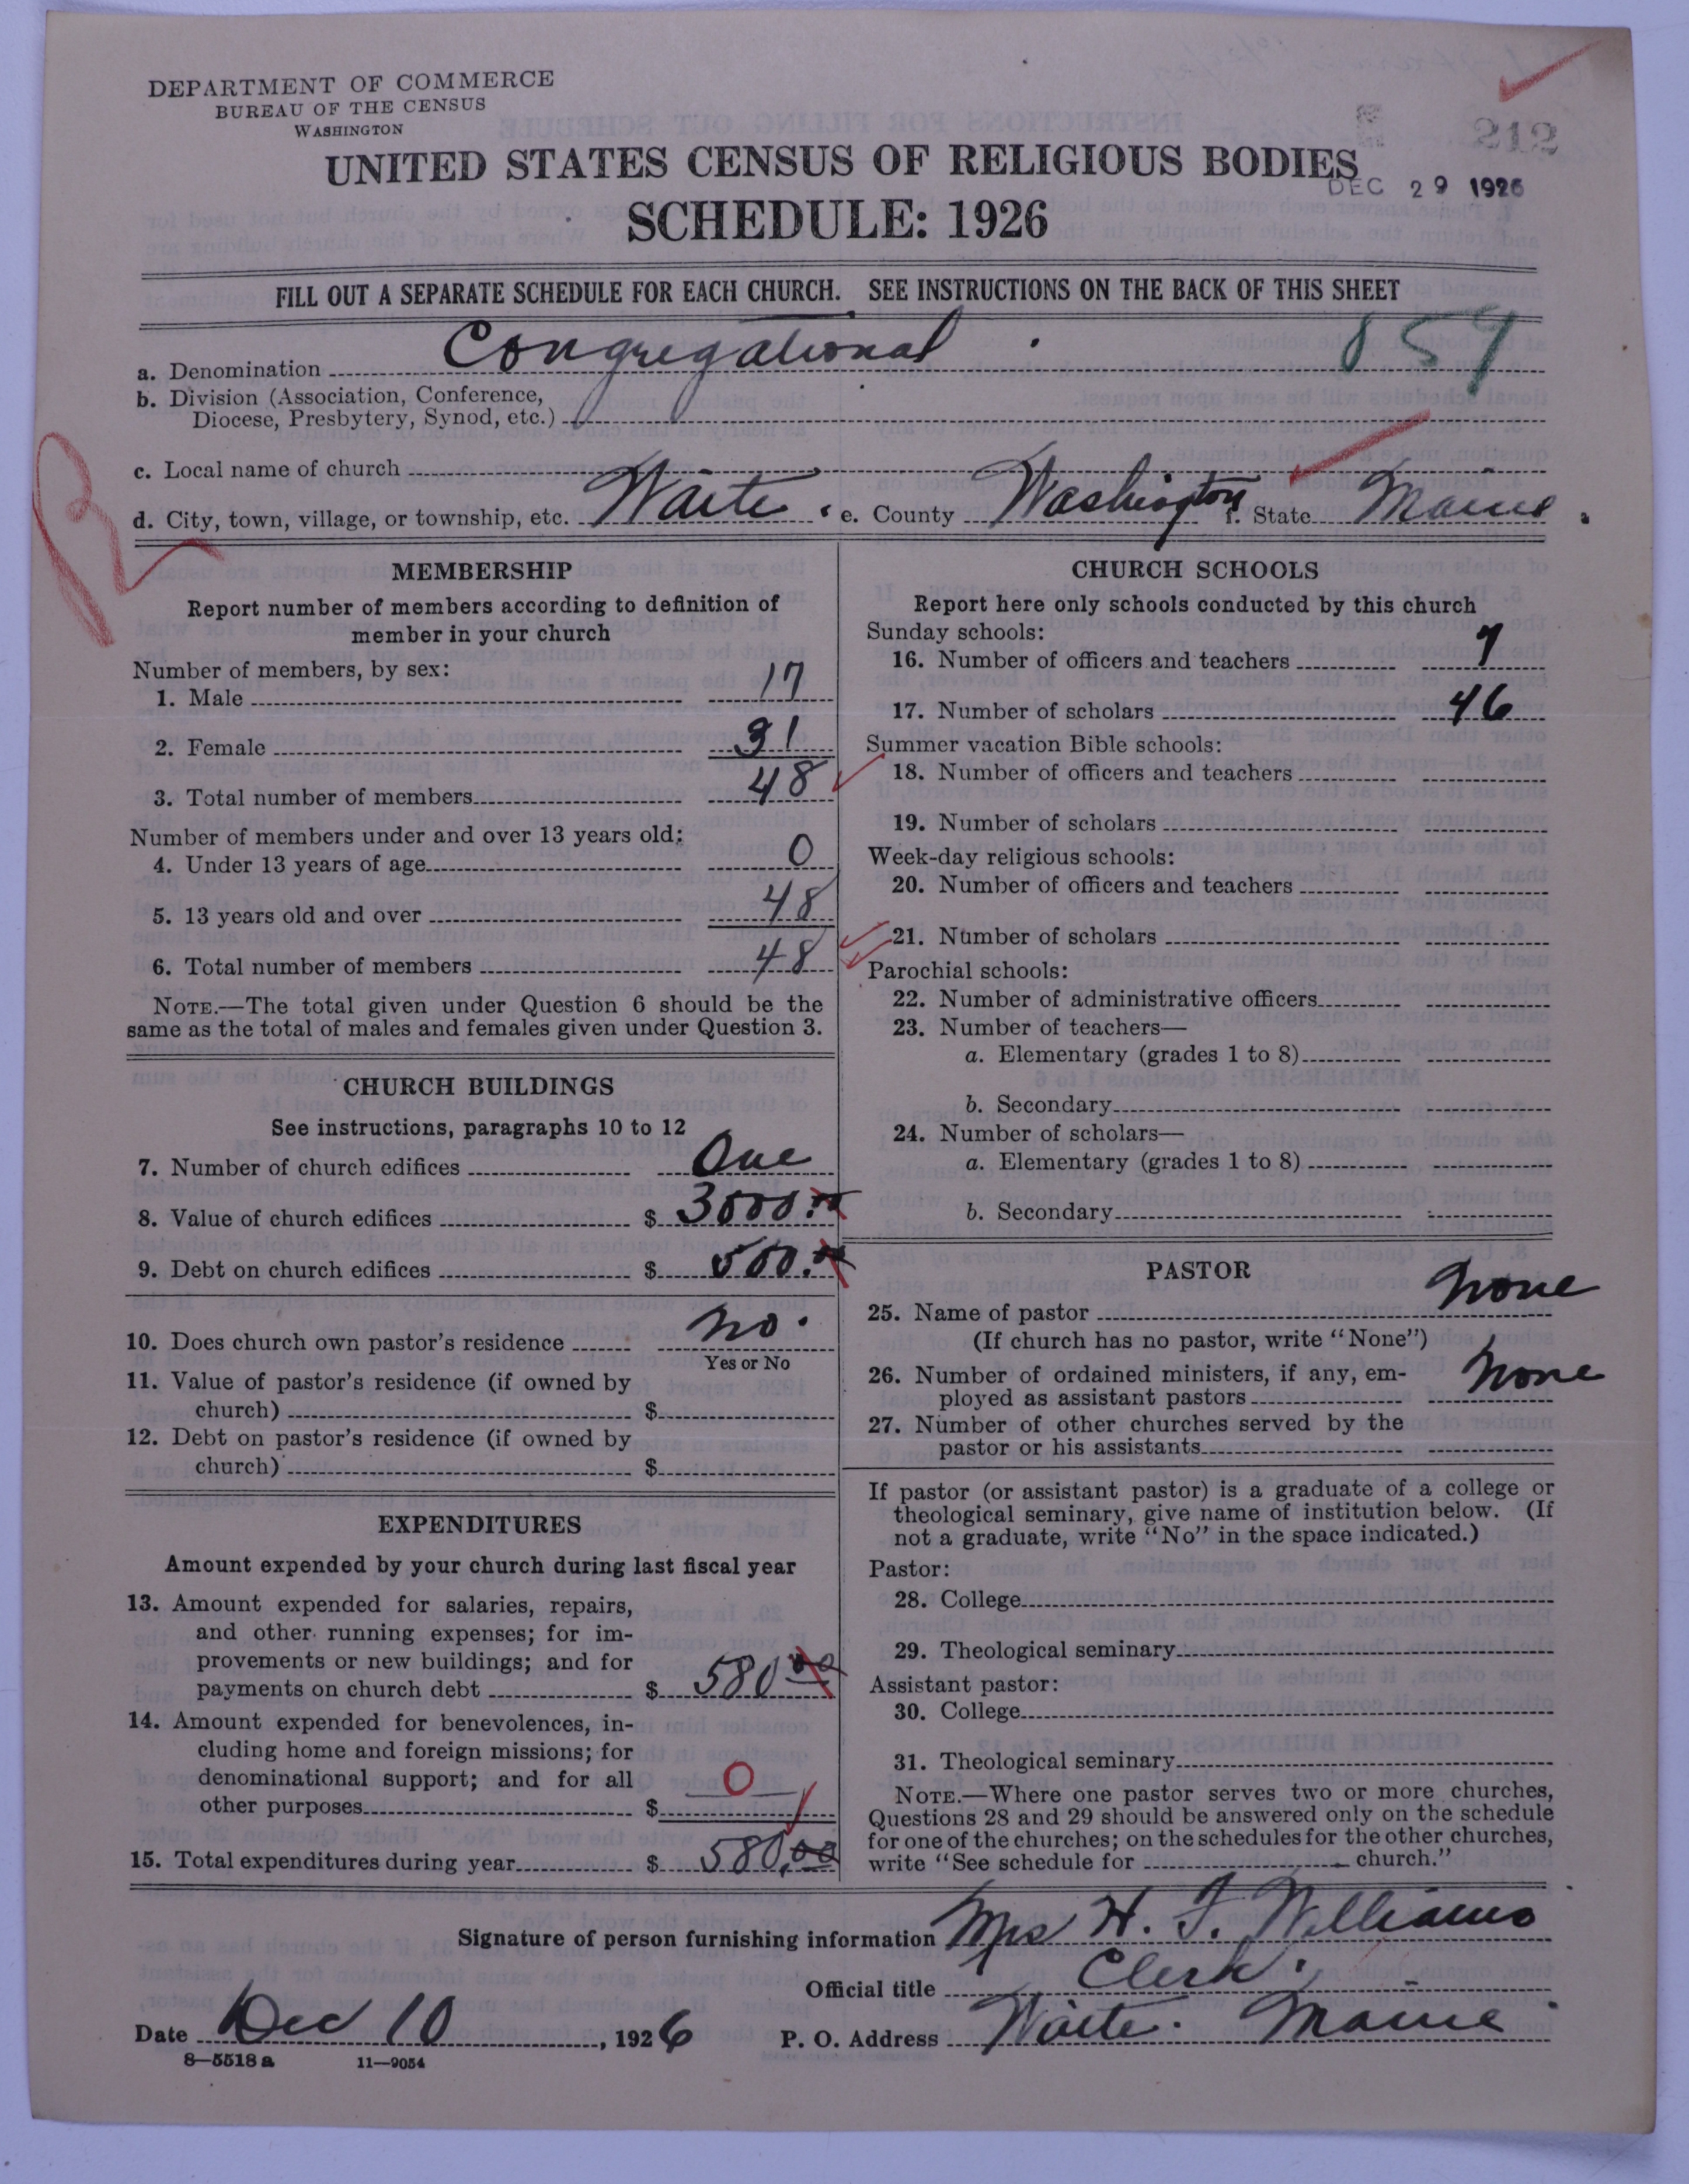 DEPARTMENT OF COMMERCE
BUREAU OF THE CENSUS
WASHINGTON
212
UNITED STATES CENSUS OF RELIGIOUS BODIES
DEC 29 1926
SCHEDULE: 1926
FILL OUT A SEPARATE SCHEDULE FOR EACH CHURCH. SEE INSTRUCTIONS ON THE BACK OF THIS SHEET
a. Denomination Congregational
b. Division (Association, Conference,
Diocese, Presbytery, Synod, etc.)
c. Local name of church
d. City, town, village, or township, etc. Waite. e. County Washington f. State Maine.
MEMBERSHIP
Report number of members according to definition of
member in your church
Number of members, by sex:
1. Male 17
2. Female 31
3. Total number of members 48
Number of members under and over 13 years old:
4. Under 13 years of age 0
5. 13 years old and over 48
6. Total number of members 48
NOTE.—The total given under Question 6 should be the
same as the total of males and females given under Question 3.
CHURCH BUILDINGS
See instructions, paragraphs 10 to 12
7. Number of church edifices One
8. Value of church edifices $ 3000.00
9. Debt on church edifices $ 500.00
10. Does church own pastor's residence no.
Yes or No
11. Value of pastor's residence (if owned by
church) $
12. Debt on pastor's residence (if owned by
church) $
EXPENDITURES
Amount expended by your church during last fiscal year
13. Amount expended for salaries, repairs,
and other running expenses; for im-
provements or new buildings; and for
payments on church debt $ 580 00
14. Amount expended for benevolences, in-
cluding home and foreign missions; for
denominational support; and for all
other purposes $ 0
15. Total expenditures during year $ 580.00
CHURCH SCHOOLS
Report here only schools conducted by this church
Sunday schools:
16. Number of officers and teachers 7
17. Number of scholars 46
Summer vacation Bible schools:
18. Number of officers and teachers
19. Number of scholars
Week-day religious schools:
20. Number of officers and teachers
21. Number of scholars
Parochial schools:
22. Number of administrative officers
23. Number of teachers—
a. Elementary (grades 1 to 8)
b. Secondary
24. Number of scholars—
a. Elementary (grades 1 to 8)
b. Secondary
PASTOR
25. Name of pastor None
(If church has no pastor, write "None")
26. Number of ordained ministers, if any, em-
ployed as assistant pastors None
27. Number of other churches served by the
pastor or his assistants
If pastor (or assistant pastor) is a graduate of a college or
theological seminary, give name of institution below. (If
not a graduate, write "No" in the space indicated.)
Pastor:
28. College
29. Theological seminary
Assistant pastor:
30. College
31. Theological seminary
NOTE.—Where one pastor serves two or more churches,
Questions 28 and 29 should be answered only on the schedule
for one of the churches; on the schedules for the other churches,
write "See schedule for church."
Signature of person furnishing information Mrs H. F. Williams
Official title Clerk.
Date Dec 10, 1926 P. O. Address Waite. Maine
8—5518 a 11—9054